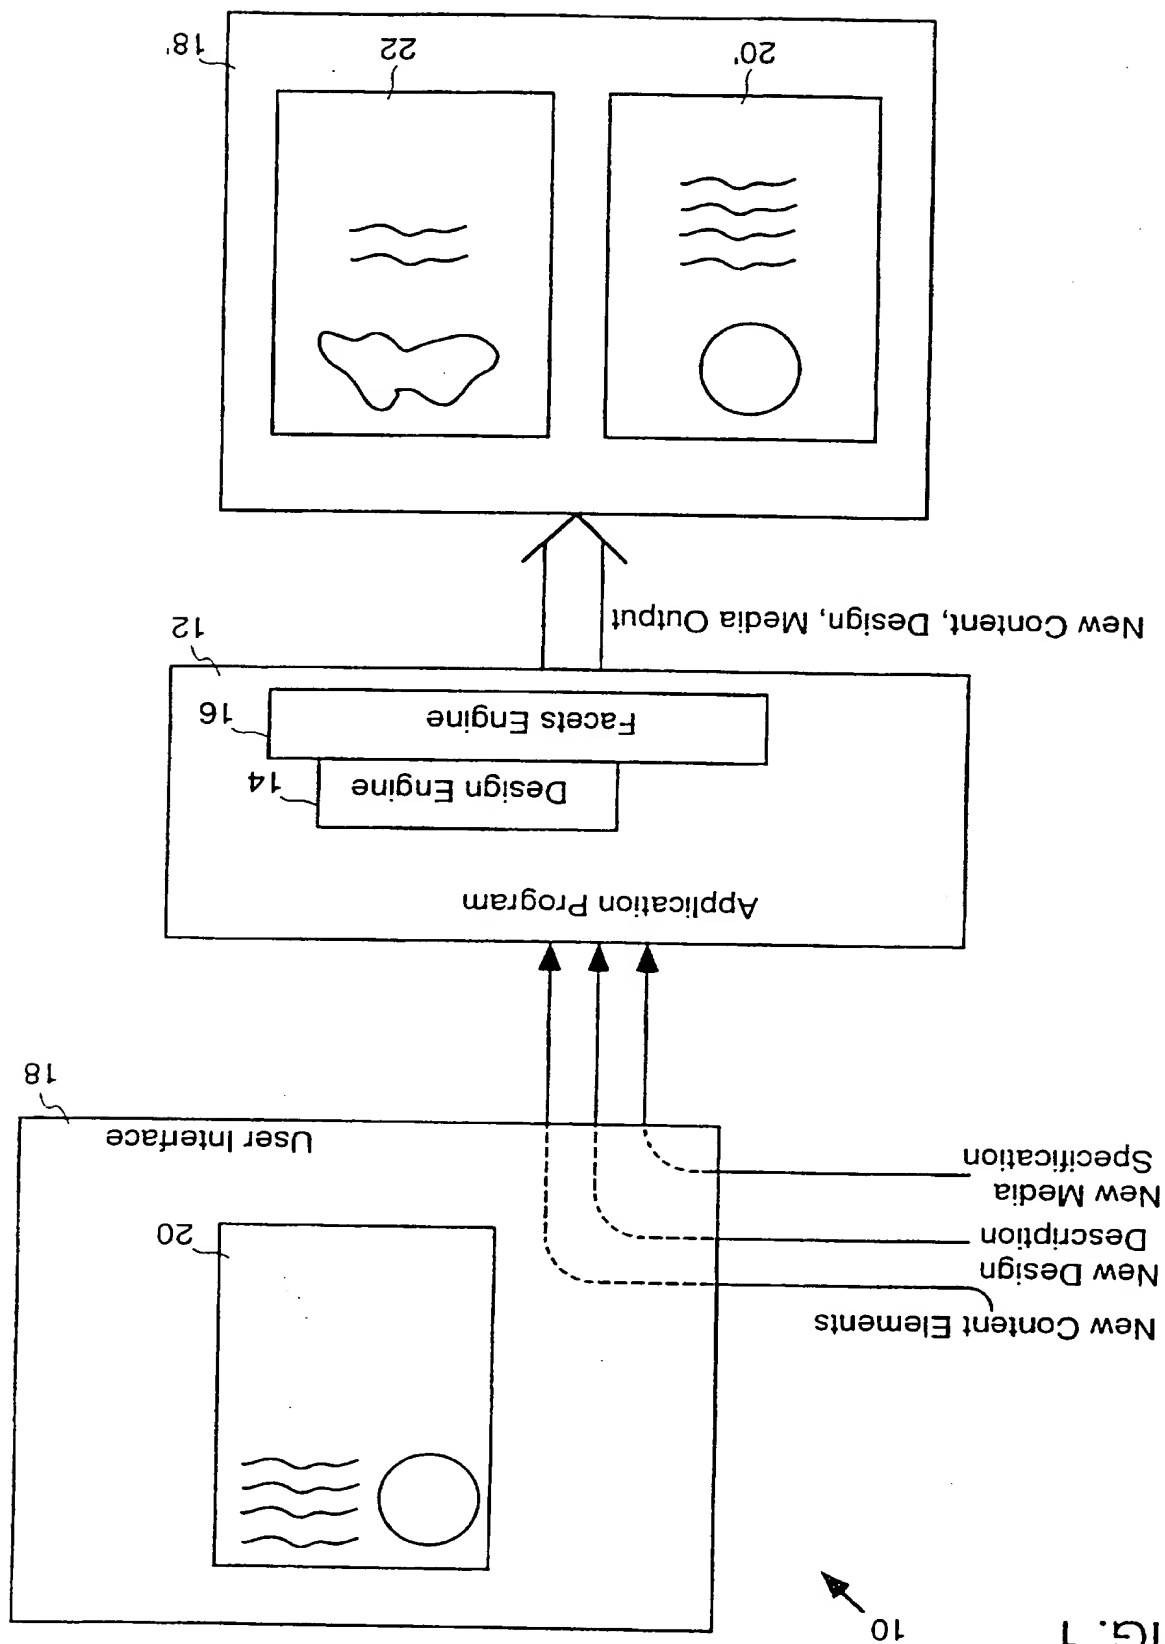 FIG. 1
10
New Content Elements
New Design
Description
New Media
Specification
20
User Interface
18
Application Program
Design Engine
14
Facets Engine
16
12
New Content, Design, Media Output
20'
22
18'